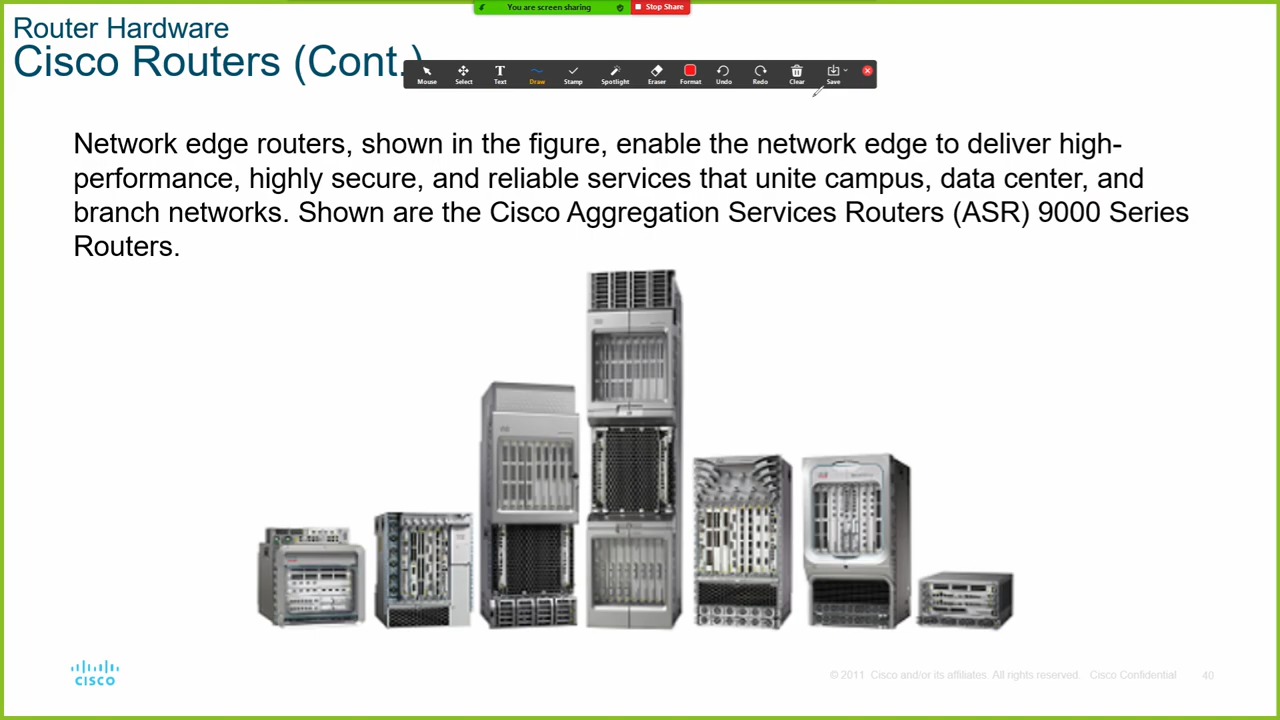 You are screen sharing
Stop Share
Router Hardware
Cisco Routers (Cont.)
Mouse Select Text Draw Stamp Spotlight Eraser Format Undo Redo Clear Save
Network edge routers, shown in the figure, enable the network edge to deliver high-
performance, highly secure, and reliable services that unite campus, data center, and
branch networks. Shown are the Cisco Aggregation Services Routers (ASR) 9000 Series
Routers.
CISCO
© 2011 Cisco and/or its affiliates. All rights reserved. Cisco Confidential
40